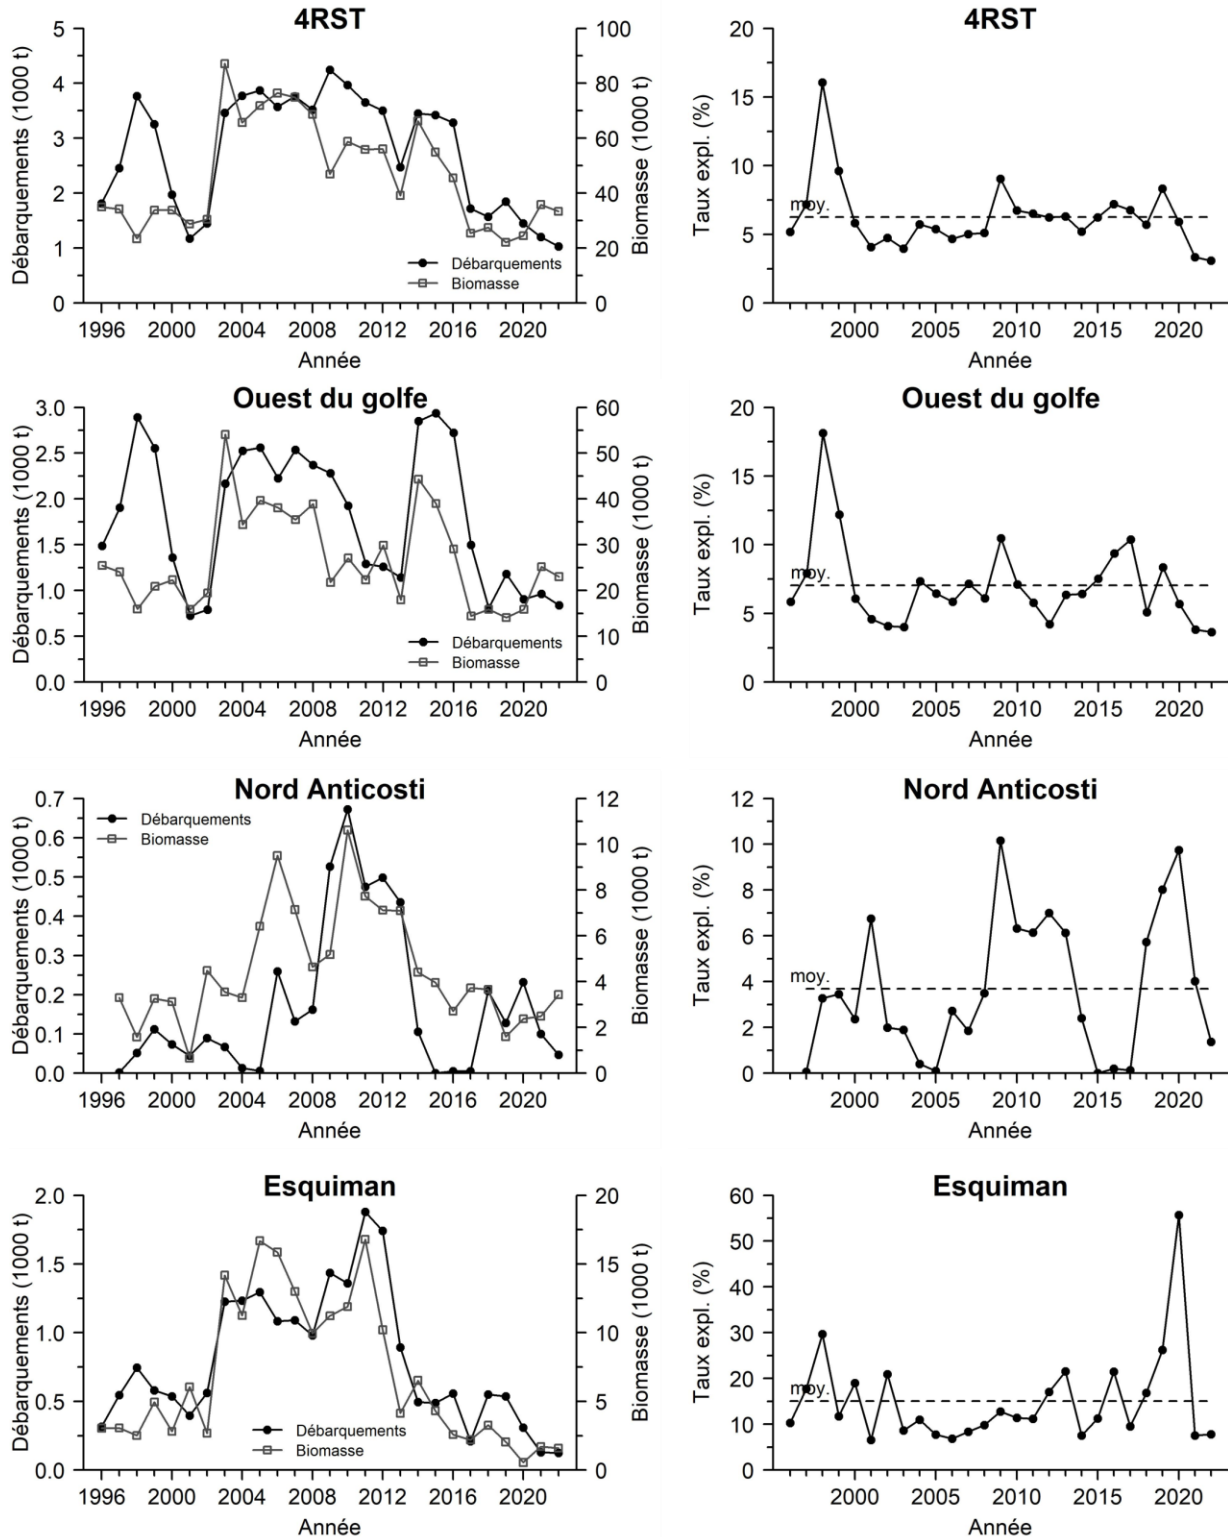 4RST
Débarquements (1000 t)
5
4
3
2
1
0
100
80
60
40
20
0
Biomasse (1000 t)
Débarquements
Biomasse
1996 2000 2004 2008 2012 2016 2020
Année
4RST
Taux expl. (%)
20
15
10
5
0
moy.
2000 2005 2010 2015 2020
Année
Ouest du golfe
Débarquements (1000 t)
3.0
2.5
2.0
1.5
1.0
0.5
0.0
60
50
40
30
20
10
0
Biomasse (1000 t)
Débarquements
Biomasse
1996 2000 2004 2008 2012 2016 2020
Année
Ouest du golfe
Taux expl. (%)
20
15
10
5
0
moy.
2000 2005 2010 2015 2020
Année
Nord Anticosti
Débarquements (1000 t)
0.7
0.6
0.5
0.4
0.3
0.2
0.1
0.0
12
10
8
6
4
2
0
Biomasse (1000 t)
Débarquements
Biomasse
1996 2000 2004 2008 2012 2016 2020
Année
Nord Anticosti
Taux expl. (%)
12
10
8
6
4
2
0
moy.
2000 2005 2010 2015 2020
Année
Esquiman
Débarquements (1000 t)
2.0
1.5
1.0
0.5
0.0
20
15
10
5
0
Biomasse (1000 t)
Débarquements
Biomasse
1996 2000 2004 2008 2012 2016 2020
Année
Esquiman
Taux expl. (%)
60
50
40
30
20
10
0
moy.
2000 2005 2010 2015 2020
Année